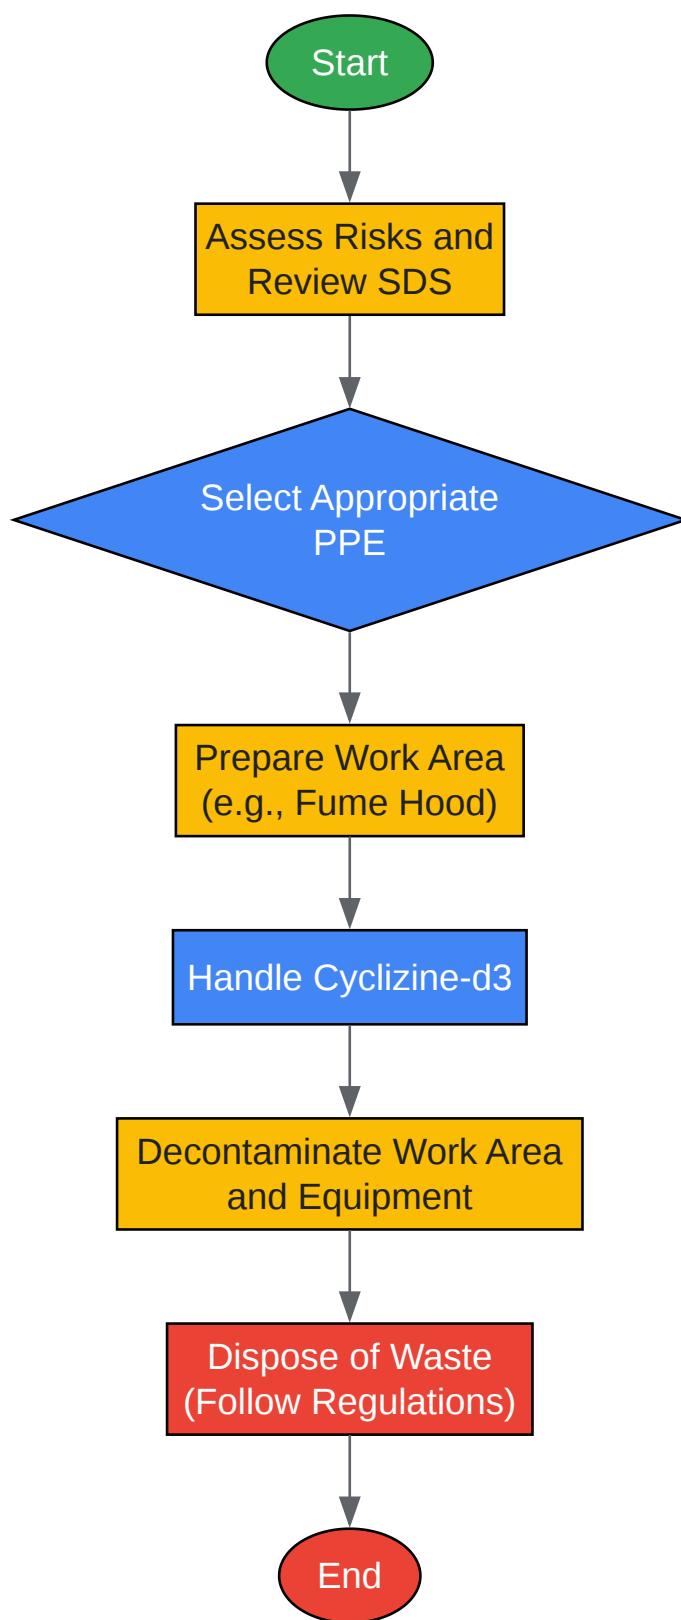 Start
Assess Risks and
Review SDS
Select Appropriate
PPE
Prepare Work Area
(e.g., Fume Hood)
Handle Cyclizine-d3
Decontaminate Work Area
and Equipment
Dispose of Waste
(Follow Regulations)
End